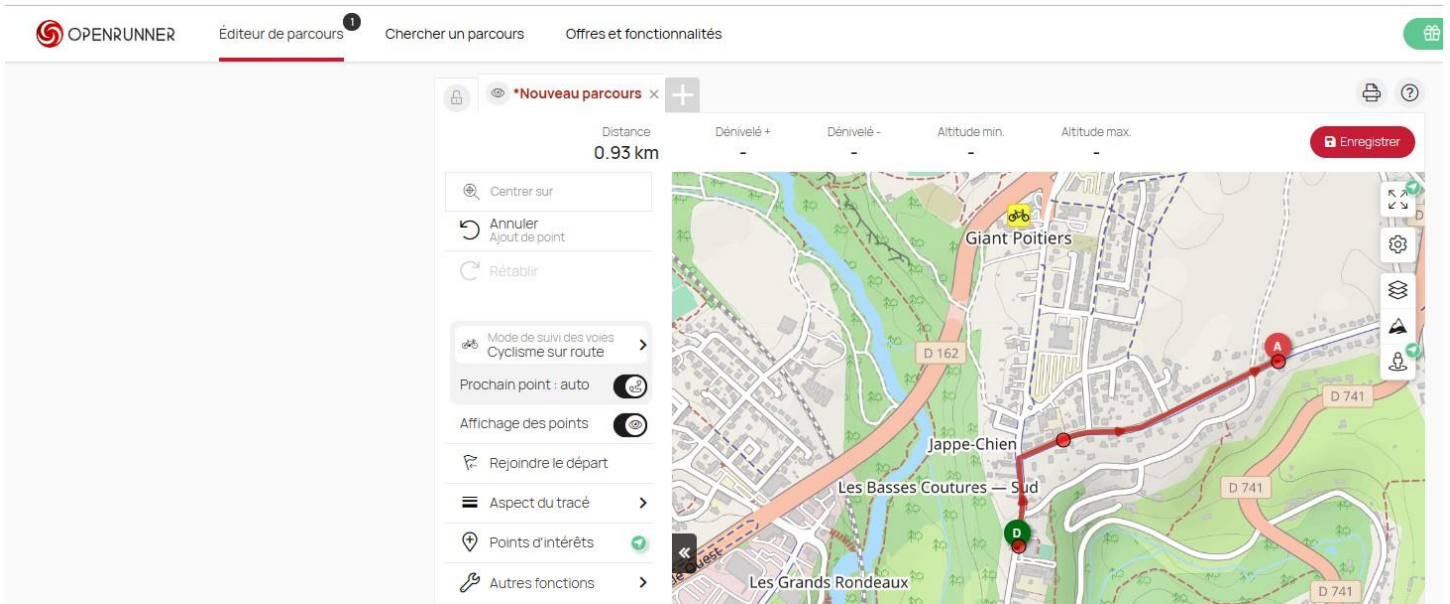 OPENRUNNER
Éditeur de parcours
1
Chercher un parcours
Offres et fonctionnalités
*Nouveau parcours ×
Distance
0.93 km
Dénivelé +
-
Dénivelé -
-
Altitude min.
-
Altitude max.
-
Enregistrer
Centrer sur
Annuler
Ajout de point
Rétablir
Mode de suivi des voies
Cyclisme sur route
Prochain point : auto
Affichage des points
Rejoindre le départ
Aspect du tracé
Points d'intérêts
Autres fonctions
Giant Poitiers
D 162
A
D 741
Jappe-Chien
Les Basses Coutures — Sud
D 741
D
Les Grands Rondeaux
D 741